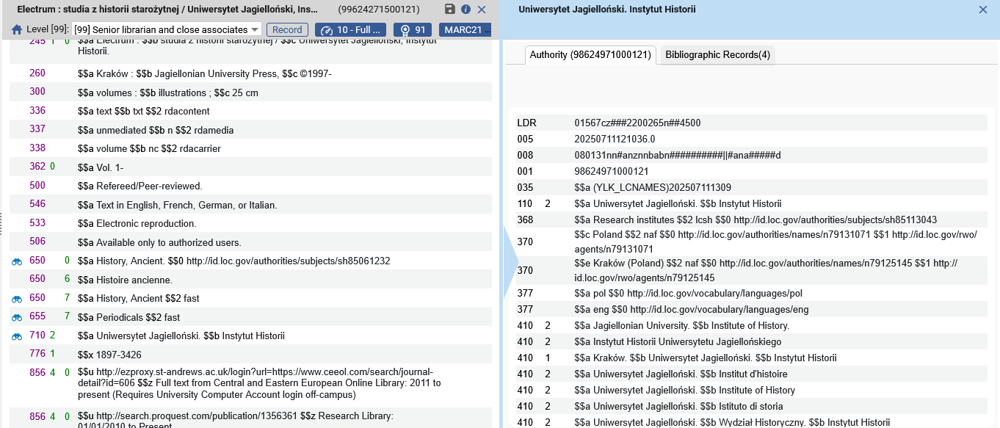 Electrum : studia z historii starożytnej / Uniwersytet Jagielloński, Ins... (99624271500121)
Level [99]: [99] Senior librarian and close associates Record 10 - Full ... 91 MARC21 ...
245 1 0 $$a Electrum : $$b studia z historii starożytnej / $$c Uniwersytet Jagielloński, Instytut
Historii.
260 $$a Kraków : $$b Jagiellonian University Press, $$c ©1997-
300 $$a volumes : $$b illustrations ; $$c 25 cm
336 $$a text $$b txt $$2 rdacontent
337 $$a unmediated $$b n $$2 rdamedia
338 $$a volume $$b nc $$2 rdacarrier
362 0 $$a Vol. 1-
500 $$a Refereed/Peer-reviewed.
546 $$a Text in English, French, German, or Italian.
533 $$a Electronic reproduction.
506 $$a Available only to authorized users.
650 0 $$a History, Ancient. $$0 http://id.loc.gov/authorities/subjects/sh85061232
650 6 $$a Histoire ancienne.
650 7 $$a History, Ancient $$2 fast
655 7 $$a Periodicals $$2 fast
710 2 $$a Uniwersytet Jagielloński. $$b Instytut Historii
776 1 $$x 1897-3426
856 4 0 $$u http://ezproxy.st-andrews.ac.uk/login?url=https://www.ceeol.com/search/journal-
detail?id=606 $$z Full text from Central and Eastern European Online Library: 2011 to
present (Requires University Computer Account login off-campus)
856 4 0 $$u http://search.proquest.com/publication/1356361 $$z Research Library:
01/01/2010 to Present
Uniwersytet Jagielloński. Instytut Historii
Authority (98624971000121) Bibliographic Records(4)
LDR 01567cz###2200265n##4500
005 20250711121036.0
008 080131nn#anznnbabn##########||#ana#####d
001 98624971000121
035 $$a (YLK_LCNAMES)202507111309
110 2 $$a Uniwersytet Jagielloński. $$b Instytut Historii
368 $$a Research institutes $$2 lcsh $$0 http://id.loc.gov/authorities/subjects/sh85113043
370 $$c Poland $$2 naf $$0 http://id.loc.gov/authorities/names/n79131071 $$1 http://id.loc.gov/rwo/
agents/n79131071
370 $$e Kraków (Poland) $$2 naf $$0 http://id.loc.gov/authorities/names/n79125145 $$1 http://
id.loc.gov/rwo/agents/n79125145
377 $$a pol $$0 http://id.loc.gov/vocabulary/languages/pol
377 $$a eng $$0 http://id.loc.gov/vocabulary/languages/eng
410 2 $$a Jagiellonian University. $$b Institute of History.
410 2 $$a Instytut Historii Uniwersytetu Jagiellońskiego
410 1 $$a Kraków. $$b Uniwersytet Jagielloński. $$b Instytut Historii
410 2 $$a Uniwersytet Jagielloński. $$b Institut d'histoire
410 2 $$a Uniwersytet Jagielloński. $$b Institute of History
410 2 $$a Uniwersytet Jagielloński. $$b Istituto di storia
410 2 $$a Uniwersytet Jagielloński. $$b Wydział Historyczny. $$b Instytut Historii